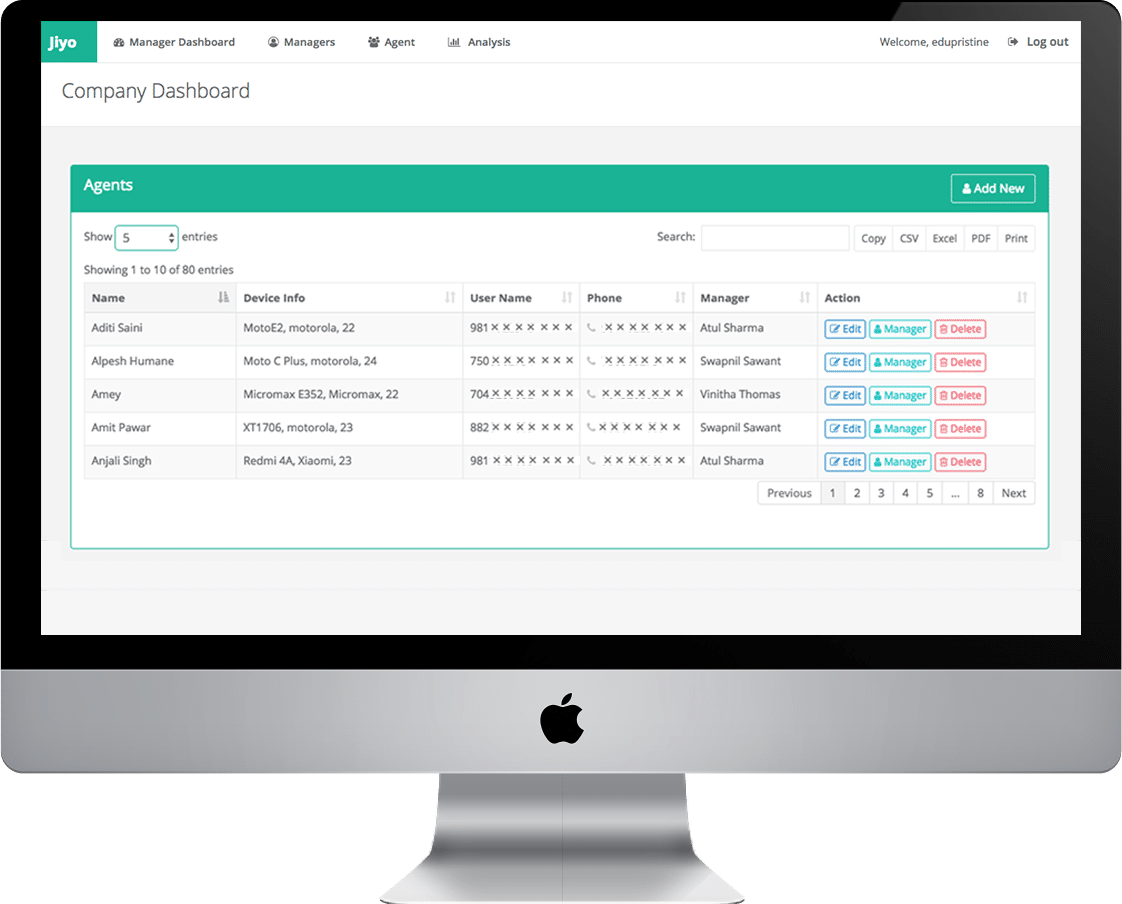 Jiyo Manager Dashboard Managers Agent Analysis Welcome, edupristine Log out
Company Dashboard
Agents Add New
Show 5 entries Search: Copy CSV Excel PDF Print
Showing 1 to 10 of 80 entries
Name Device Info User Name Phone Manager Action
Aditi Saini MotoE2, motorola, 22 981××××××× ××××××× Atul Sharma Edit Manager Delete
Alpesh Humane Moto C Plus, motorola, 24 750××××××× ××××××× Swapnil Sawant Edit Manager Delete
Amey Micromax E352, Micromax, 22 704××××××× ××××××× Vinitha Thomas Edit Manager Delete
Amit Pawar XT1706, motorola, 23 882××××××× ××××××× Swapnil Sawant Edit Manager Delete
Anjali Singh Redmi 4A, Xiaomi, 23 981××××××× ××××××× Atul Sharma Edit Manager Delete
Previous 1 2 3 4 5 ... 8 Next